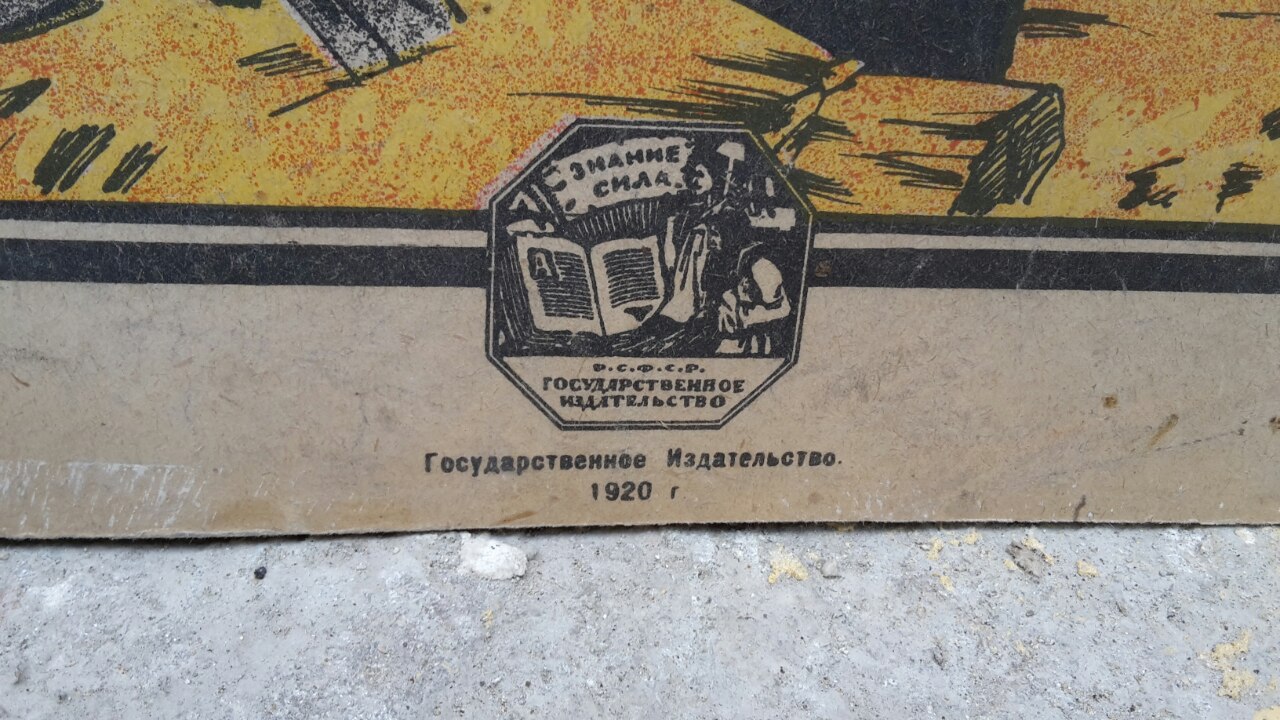 ЗНАНИЕ
СИЛА
Р.С.Ф.С.Р.
ГОСУДАРСТВЕННОЕ
ИЗДАТЕЛЬСТВО
Государственное Издательство.
1920 г